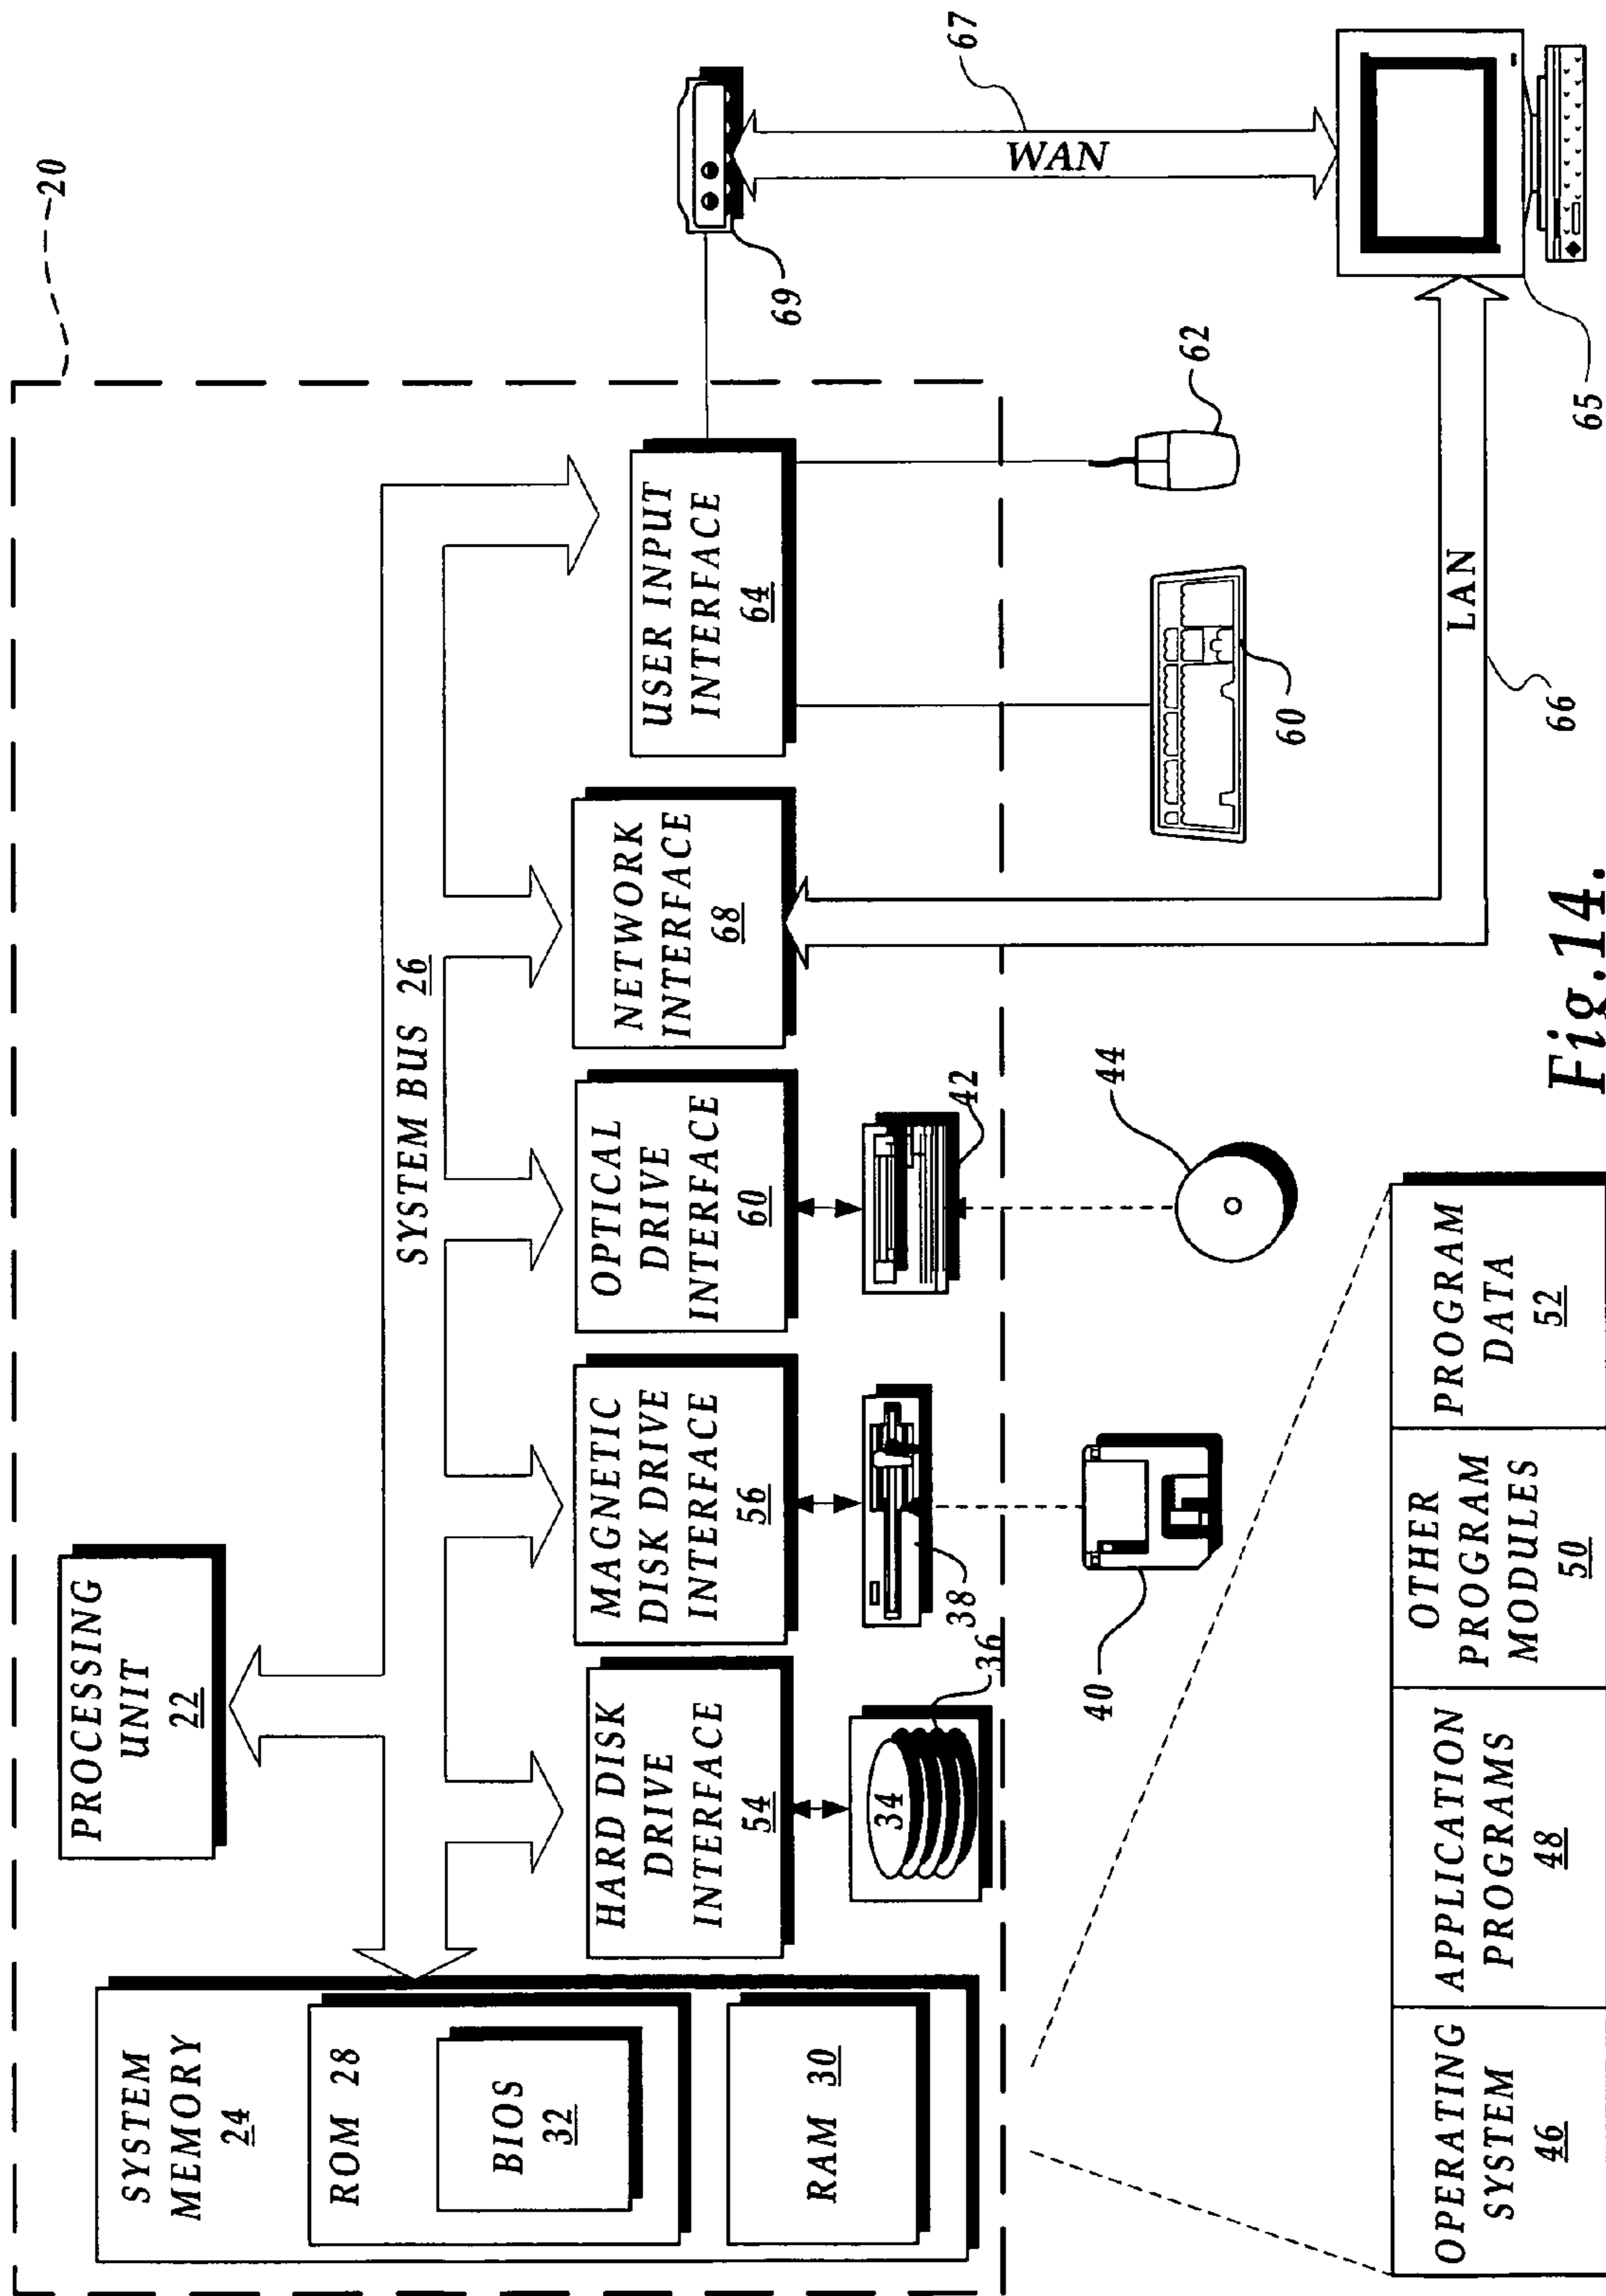 20
PROCESSING
UNIT
22
SYSTEM
MEMORY
24
ROM 28
BIOS
32
RAM 30
SYSTEM BUS 26
HARD DISK
DRIVE
INTERFACE
54
MAGNETIC
DISK DRIVE
INTERFACE
56
OPTICAL
DRIVE
INTERFACE
60
NETWORK
INTERFACE
68
USER INPUT
INTERFACE
64
34
36
38
42
69
67
WAN
40
44
60
62
LAN
66
65
OPERATING
SYSTEM
46
APPLICATION
PROGRAMS
48
OTHER
PROGRAM
MODULES
50
PROGRAM
DATA
52
Fig.14.